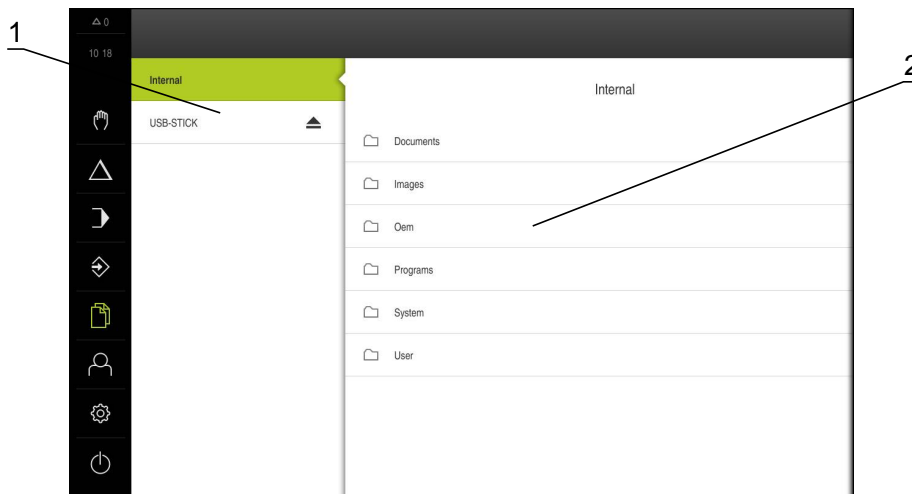 1
0
10 18
Internal
USB-STICK
Internal
Documents
Images
Oem
Programs
System
User
2